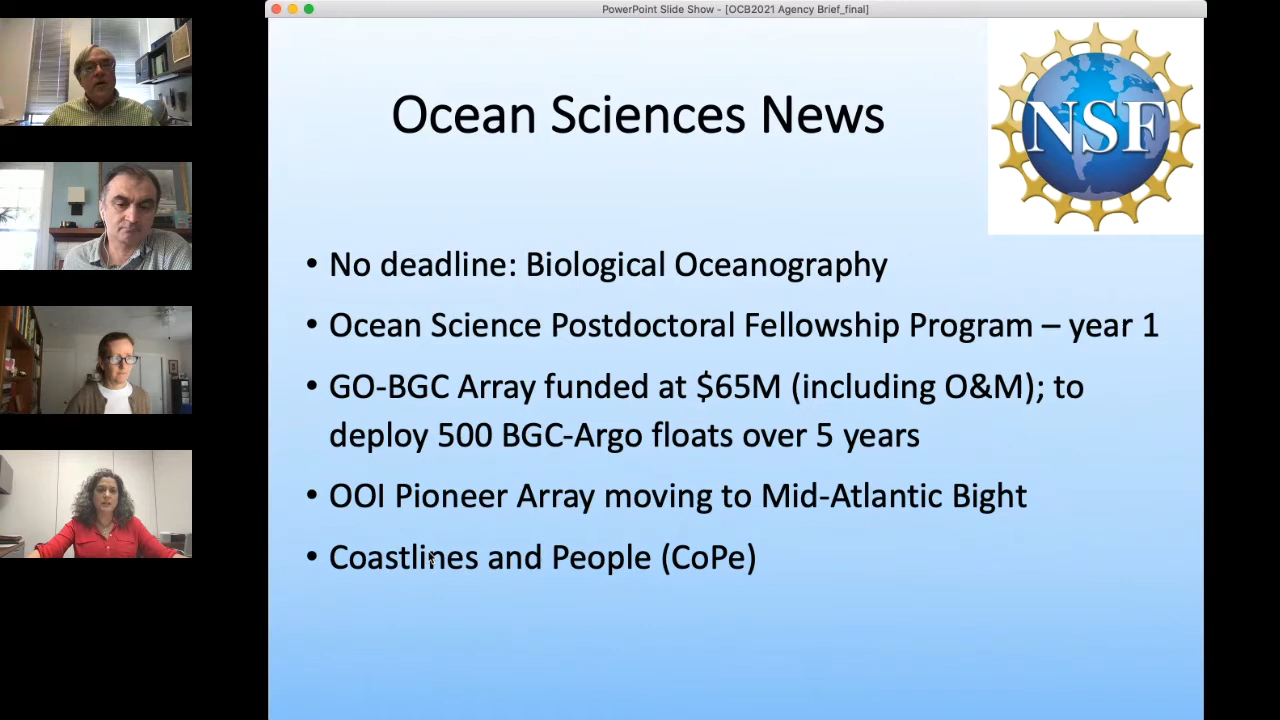 PowerPoint Slide Show - [OCB2021 Agency Brief_final]
Ocean Sciences News
NSF
• No deadline: Biological Oceanography
• Ocean Science Postdoctoral Fellowship Program – year 1
• GO-BGC Array funded at $65M (including O&M); to
deploy 500 BGC-Argo floats over 5 years
• OOI Pioneer Array moving to Mid-Atlantic Bight
• Coastlines and People (CoPe)